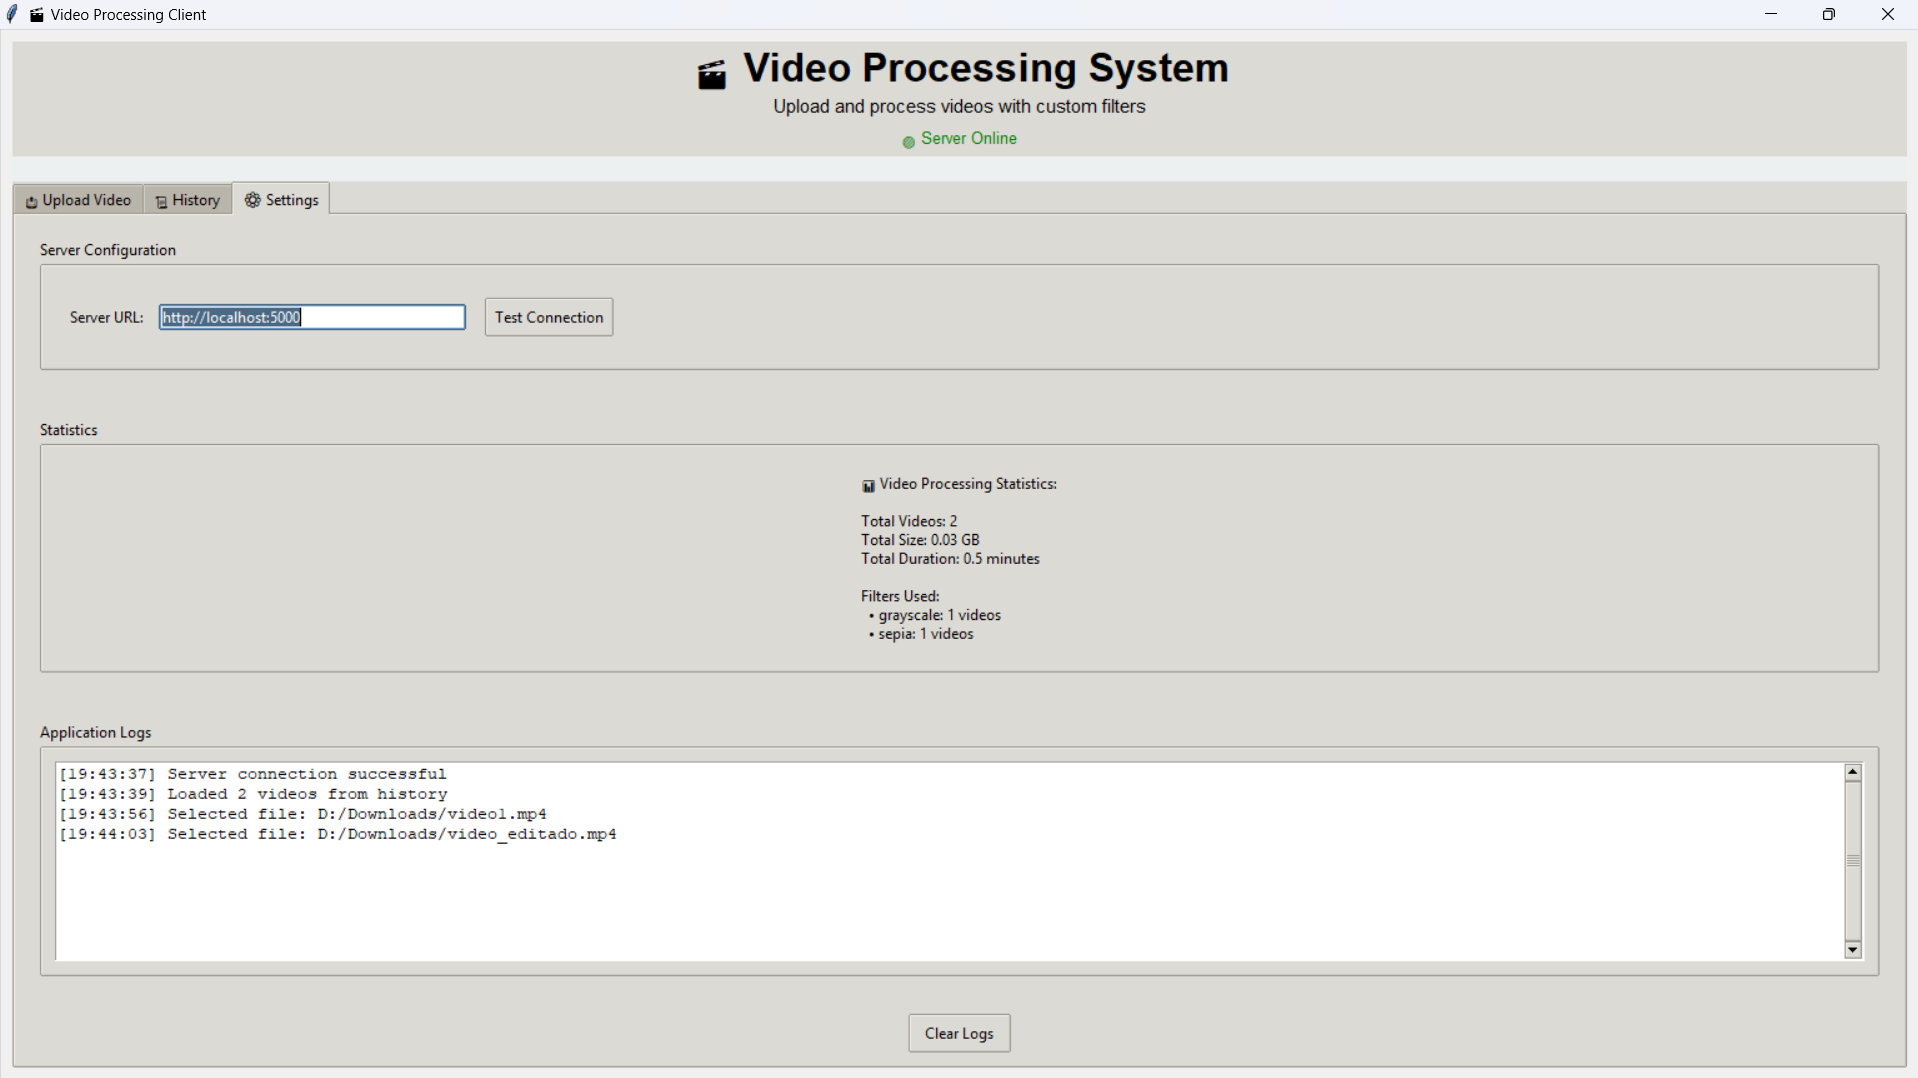 Video Processing Client
Video Processing System
Upload and process videos with custom filters
Server Online
Upload Video
History
Settings
Server Configuration
Server URL: http://localhost:5000 Test Connection
Statistics
Video Processing Statistics:
Total Videos: 2
Total Size: 0.03 GB
Total Duration: 0.5 minutes
Filters Used:
• grayscale: 1 videos
• sepia: 1 videos
Application Logs
[19:43:37] Server connection successful
[19:43:39] Loaded 2 videos from history
[19:43:56] Selected file: D:/Downloads/video1.mp4
[19:44:03] Selected file: D:/Downloads/video_editado.mp4
Clear Logs